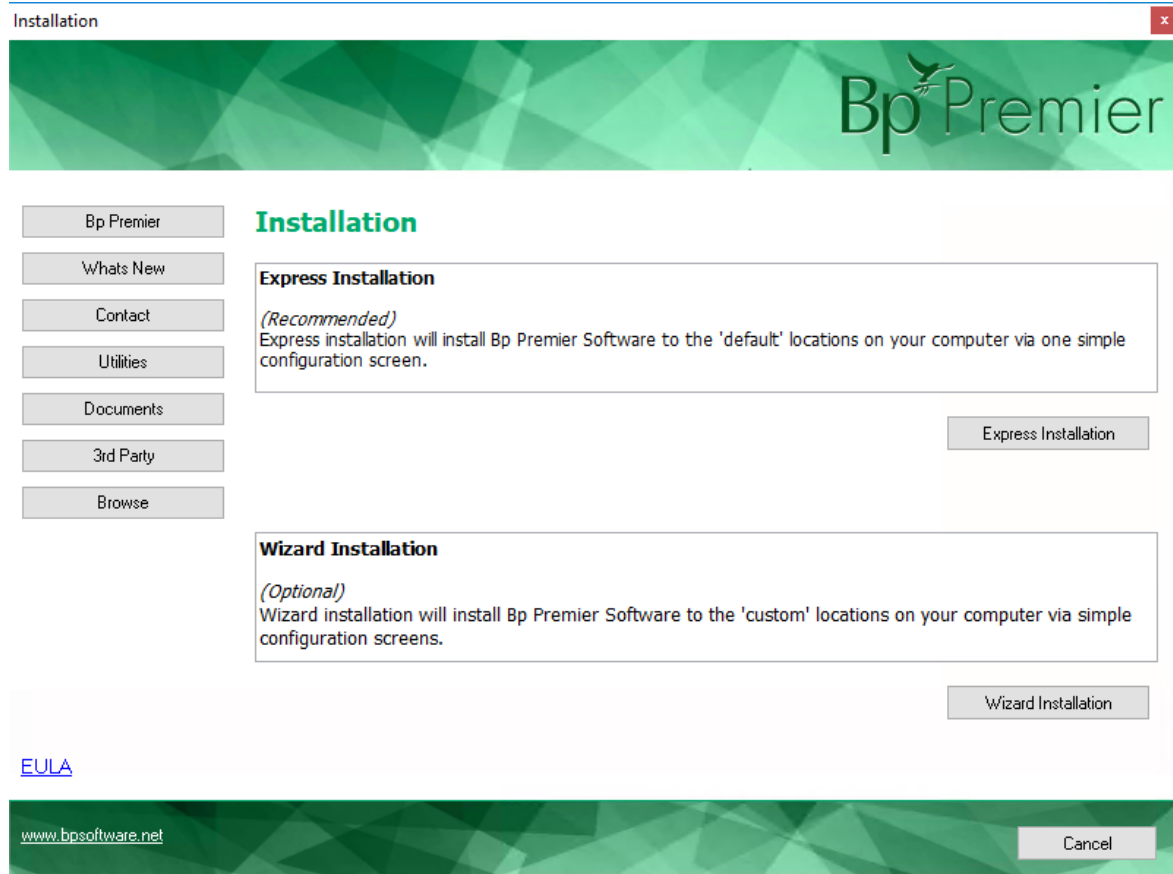 Installation
x
Bp Premier
Bp Premier
Whats New
Contact
Utilities
Documents
3rd Party
Browse
Installation
Express Installation
(Recommended)
Express installation will install Bp Premier Software to the 'default' locations on your computer via one simple
configuration screen.
Express Installation
Wizard Installation
(Optional)
Wizard installation will install Bp Premier Software to the 'custom' locations on your computer via simple
configuration screens.
Wizard Installation
EULA
www.bpsoftware.net
Cancel